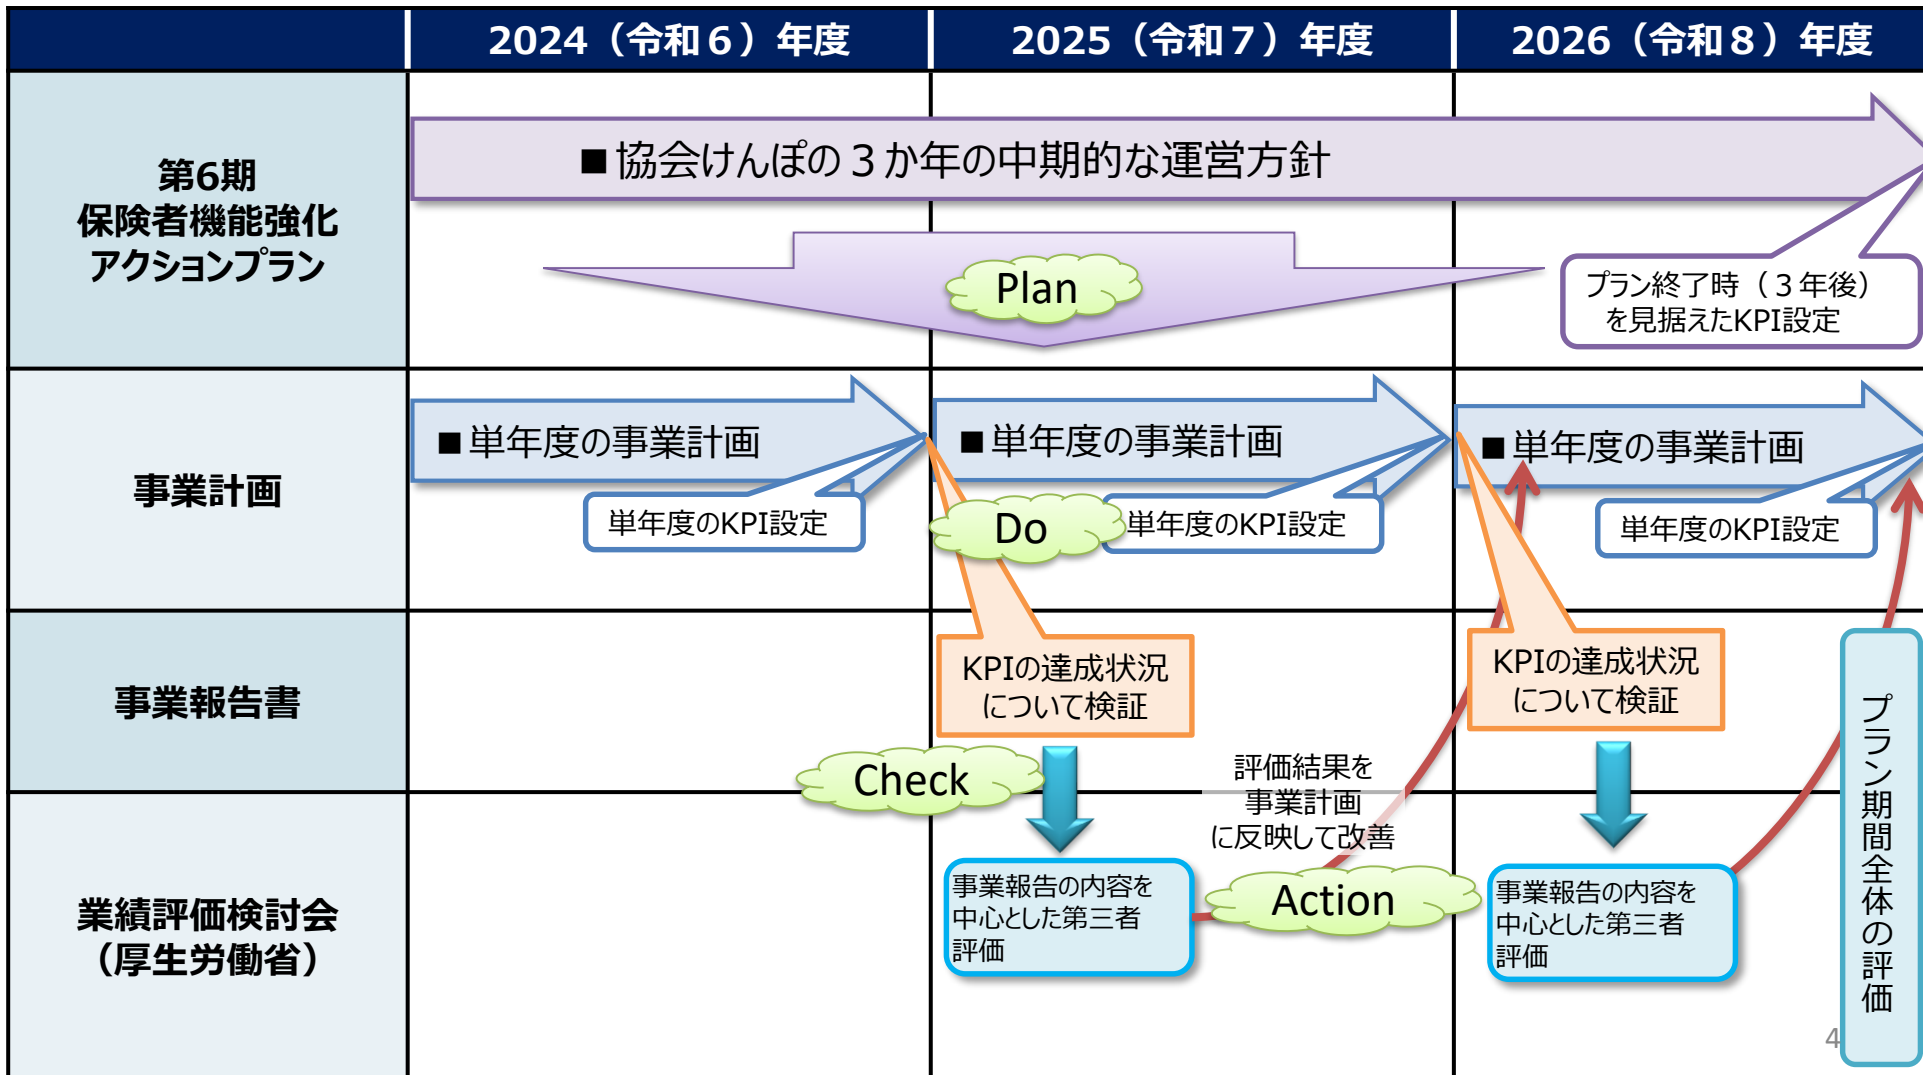 2024（令和６）年度
2025（令和７）年度
2026（令和８）年度
第6期
保険者機能強化
アクションプラン
■ 協会けんぽの３か年の中期的な運営方針
Plan
プラン終了時（３年後）
を見据えたKPI設定
事業計画
■ 単年度の事業計画
単年度のKPI設定
■ 単年度の事業計画
Do
単年度のKPI設定
■ 単年度の事業計画
単年度のKPI設定
事業報告書
KPIの達成状況
について検証
KPIの達成状況
について検証
Check
評価結果を
事業計画
に反映して改善
プラン期間全体の評価
業績評価検討会
（厚生労働省）
事業報告の内容を
中心とした第三者
評価
Action
事業報告の内容を
中心とした第三者
評価
4